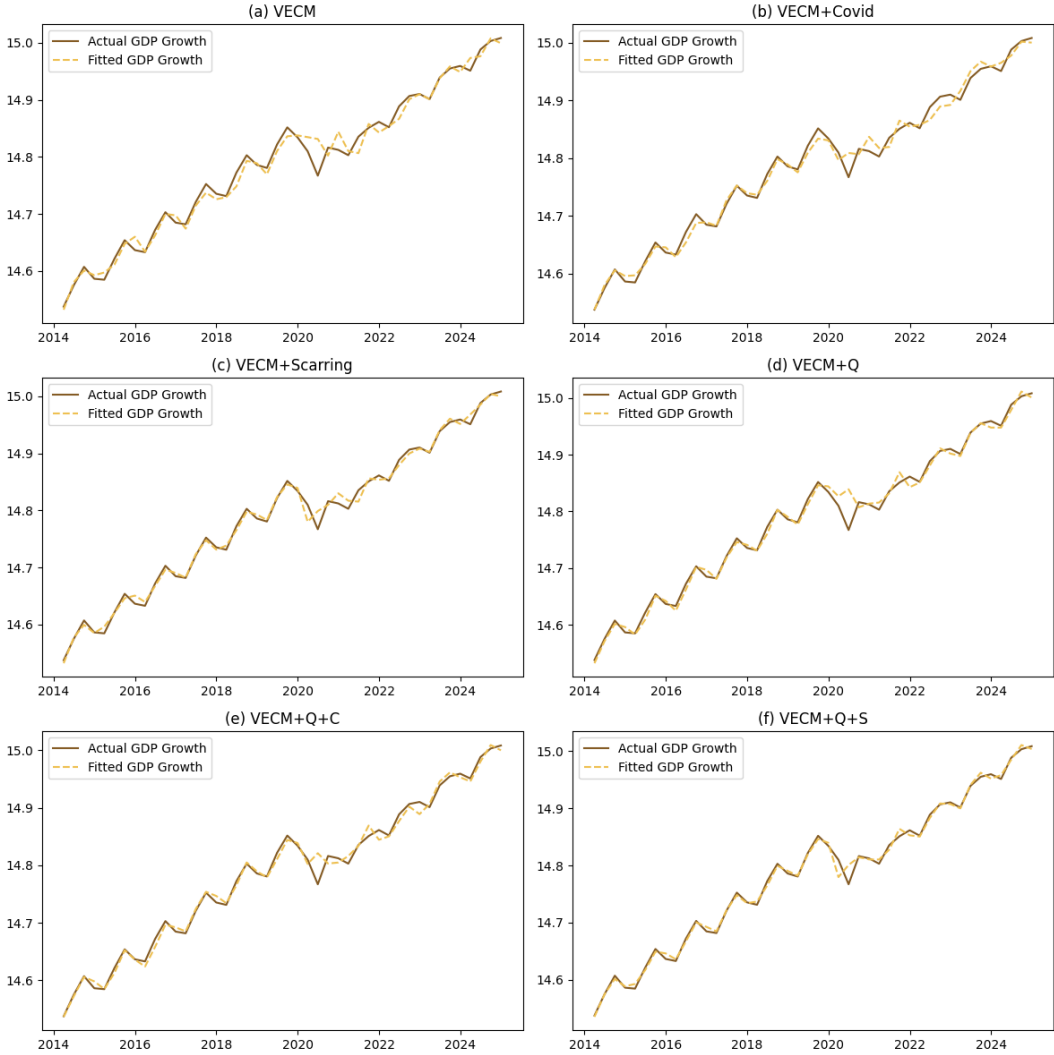 (a) VECM
Actual GDP Growth
Fitted GDP Growth
15.0
14.9
14.8
14.7
14.6
2014 2016 2018 2020 2022 2024
(b) VECM+Covid
Actual GDP Growth
Fitted GDP Growth
15.0
14.9
14.8
14.7
14.6
2014 2016 2018 2020 2022 2024
(c) VECM+Scarring
Actual GDP Growth
Fitted GDP Growth
15.0
14.9
14.8
14.7
14.6
2014 2016 2018 2020 2022 2024
(d) VECM+Q
Actual GDP Growth
Fitted GDP Growth
15.0
14.9
14.8
14.7
14.6
2014 2016 2018 2020 2022 2024
(e) VECM+Q+C
Actual GDP Growth
Fitted GDP Growth
15.0
14.9
14.8
14.7
14.6
2014 2016 2018 2020 2022 2024
(f) VECM+Q+S
Actual GDP Growth
Fitted GDP Growth
15.0
14.9
14.8
14.7
14.6
2014 2016 2018 2020 2022 2024